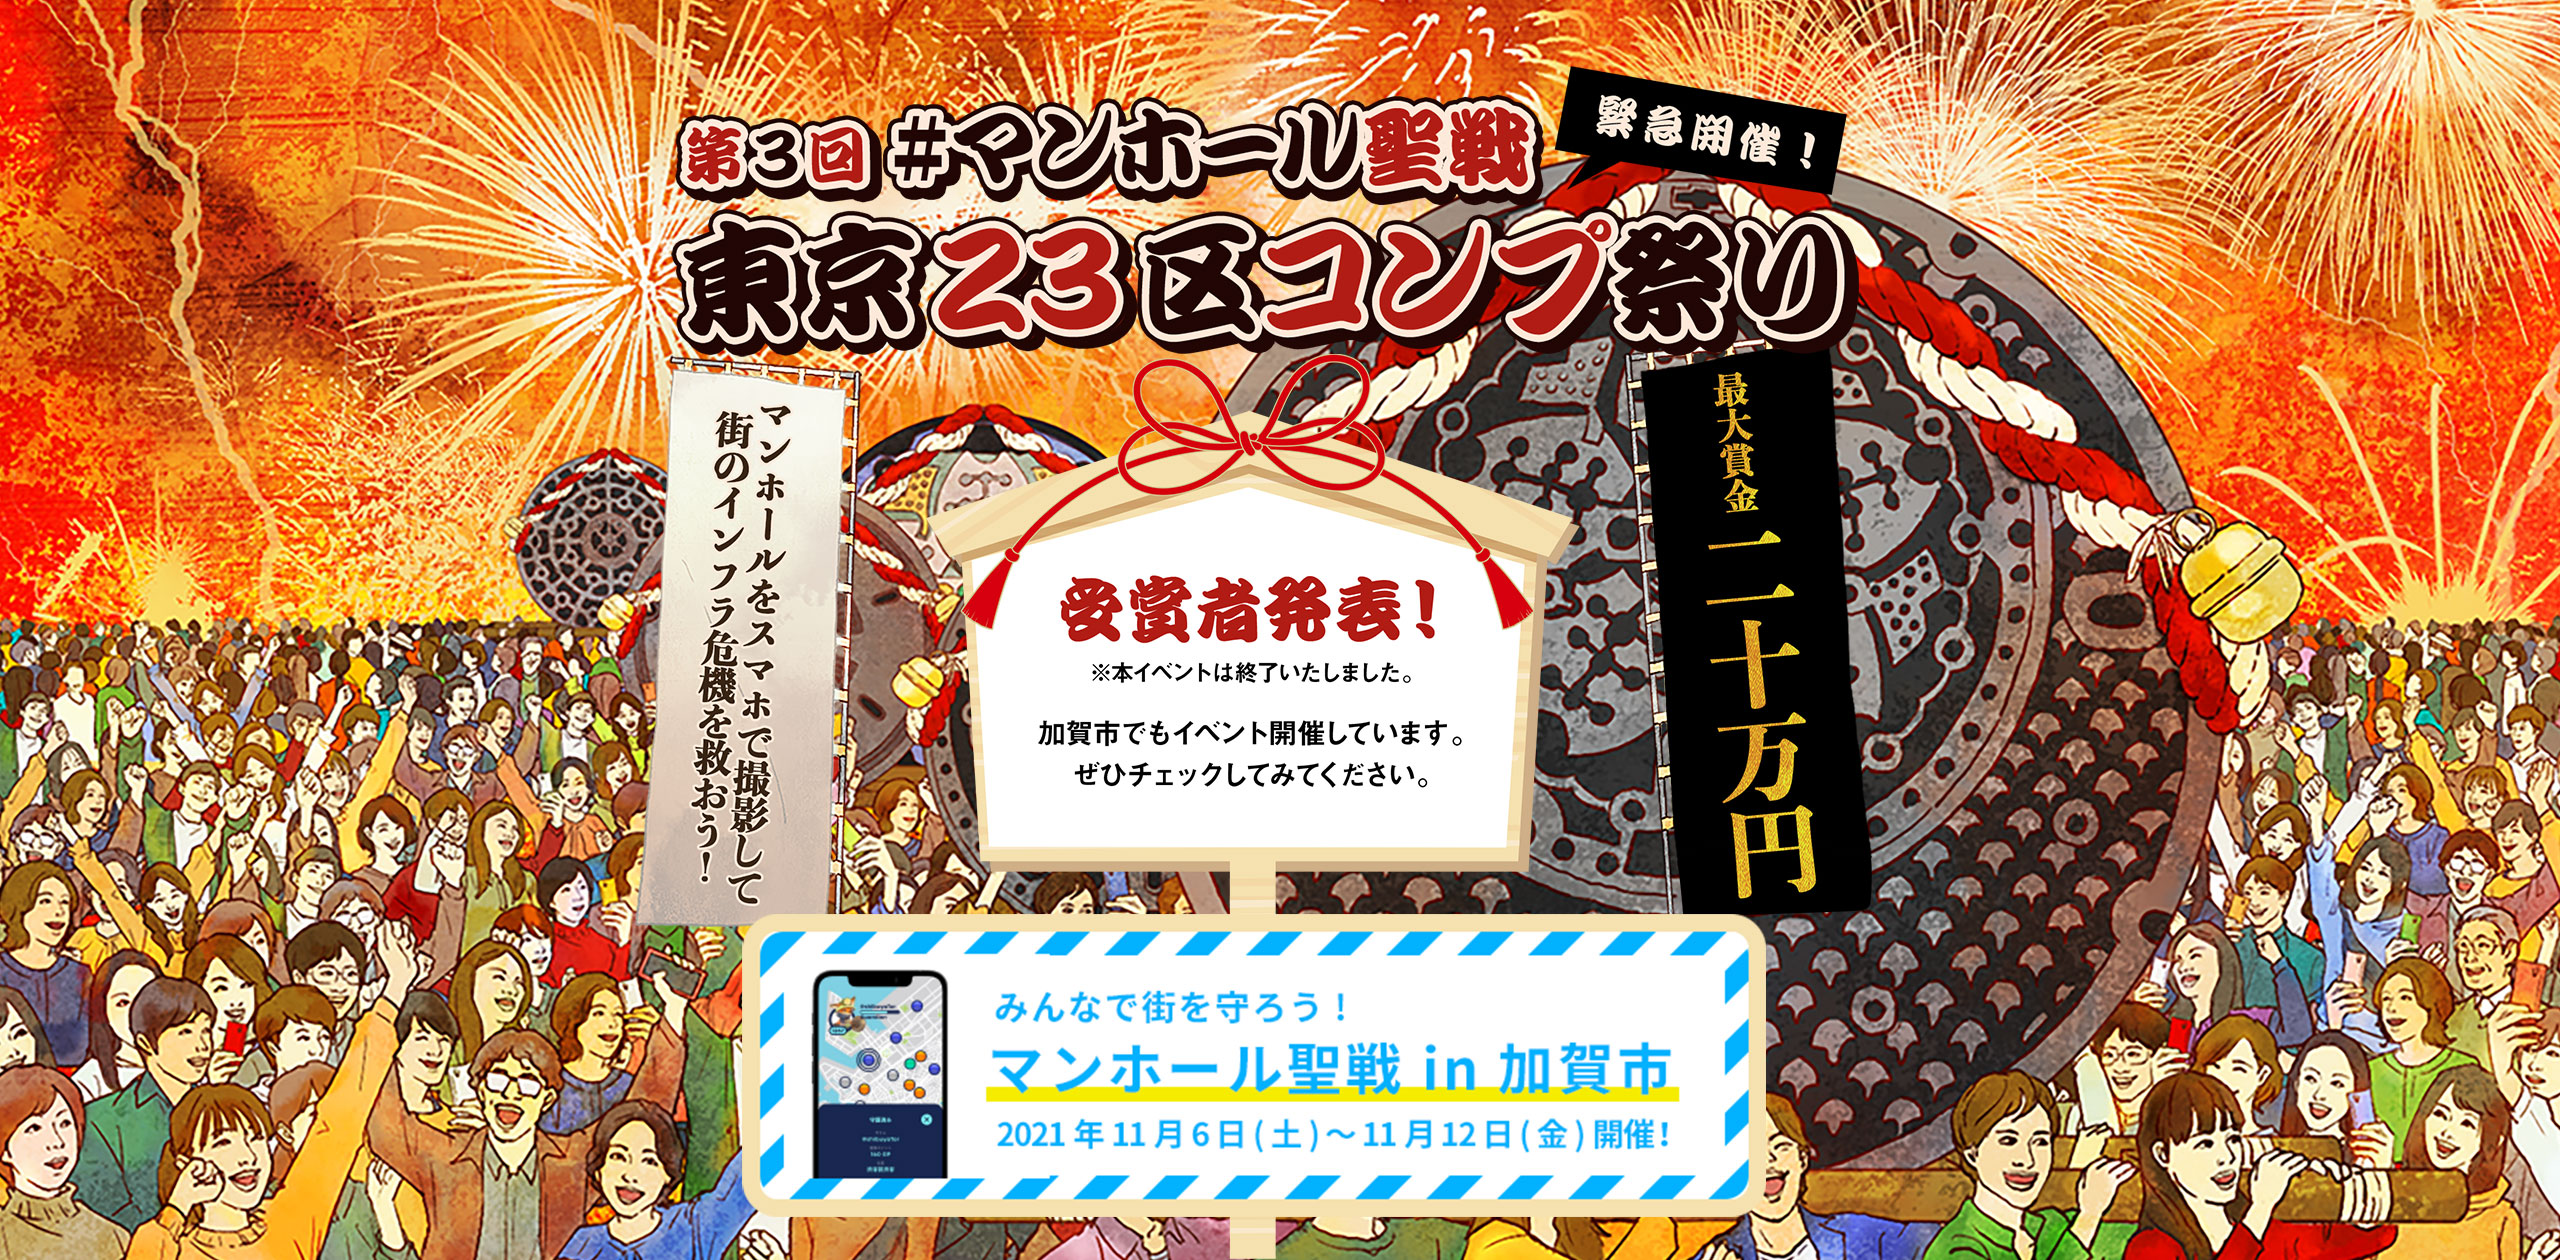 緊急開催！
第3回 #マンホール聖戦
東京23区コンプ祭り
マンホールをスマホで撮影して
街のインフラ危機を救おう！
最大賞金 二十万円
受賞者発表！
※本イベントは終了いたしました。
加賀市でもイベント開催しています。
ぜひチェックしてみてください。
みんなで街を守ろう！
マンホール聖戦 in 加賀市
2021年11月6日(土)～11月12日(金)開催！